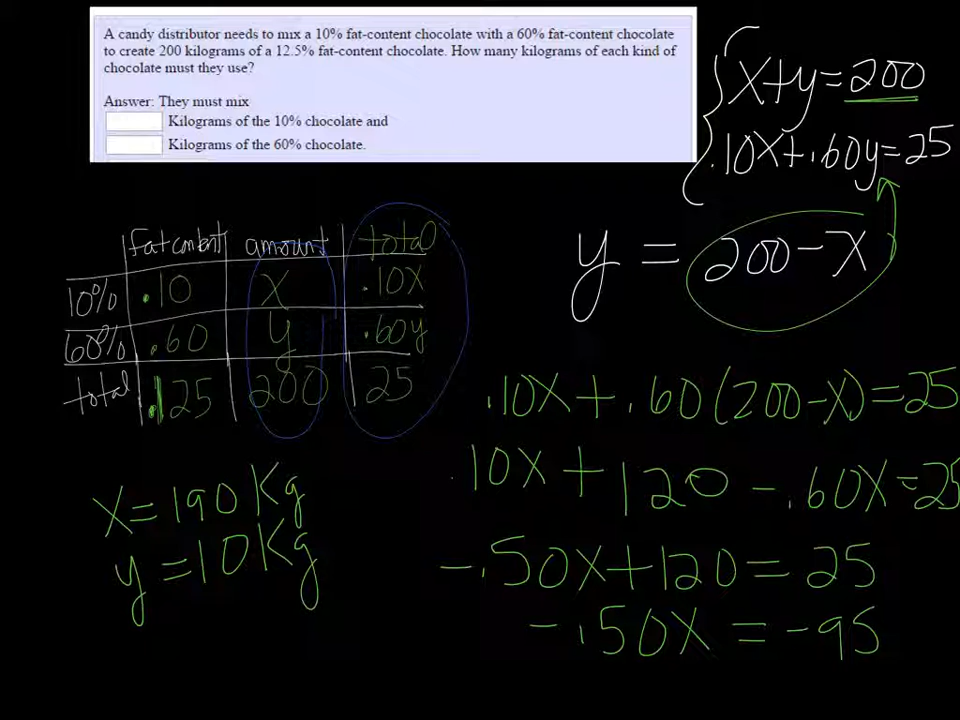 A candy distributor needs to mix a 10% fat-content chocolate with a 60% fat-content chocolate
to create 200 kilograms of a 12.5% fat-content chocolate. How many kilograms of each kind of
chocolate must they use?
Answer: They must mix
Kilograms of the 10% chocolate and
Kilograms of the 60% chocolate.
x+y=200
.10x+.60y=25
y = 200-x
fat content amount total
10% .10 x .10x
60% .60 y .60y
total .125 200 25
.10x + .60(200-x)=25
.10x + 120 - .60x=25
-.50x+120 = 25
-.50x = -95
x=190 Kg
y=10 Kg